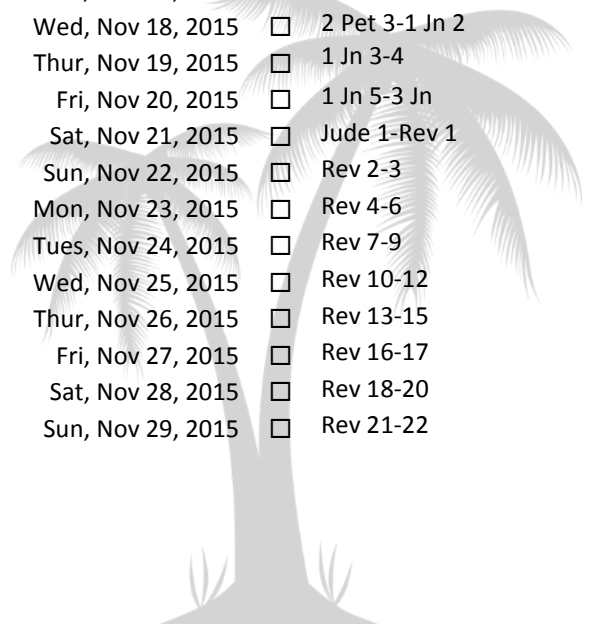 Wed, Nov 18, 2015 ☐ 2 Pet 3-1 Jn 2
Thur, Nov 19, 2015 ☐ 1 Jn 3-4
Fri, Nov 20, 2015 ☐ 1 Jn 5-3 Jn
Sat, Nov 21, 2015 ☐ Jude 1-Rev 1
Sun, Nov 22, 2015 ☐ Rev 2-3
Mon, Nov 23, 2015 ☐ Rev 4-6
Tues, Nov 24, 2015 ☐ Rev 7-9
Wed, Nov 25, 2015 ☐ Rev 10-12
Thur, Nov 26, 2015 ☐ Rev 13-15
Fri, Nov 27, 2015 ☐ Rev 16-17
Sat, Nov 28, 2015 ☐ Rev 18-20
Sun, Nov 29, 2015 ☐ Rev 21-22